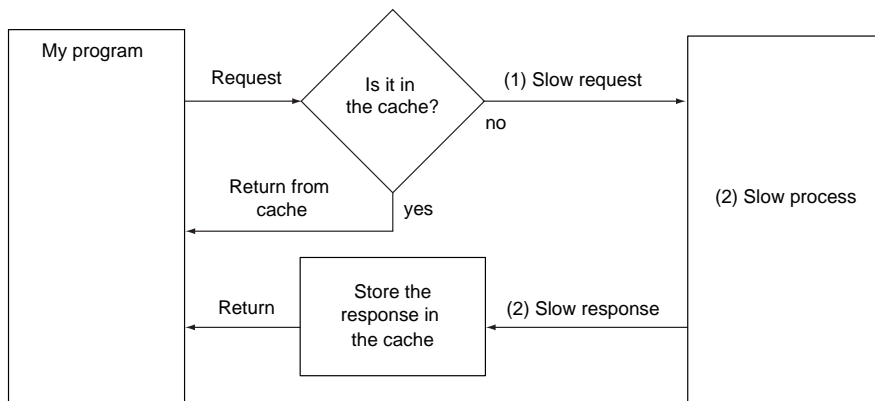 My program
Request
Is it in
the cache?
(1) Slow request
no
Return from
cache
yes
(2) Slow process
Return
Store the
response in
the cache
(2) Slow response